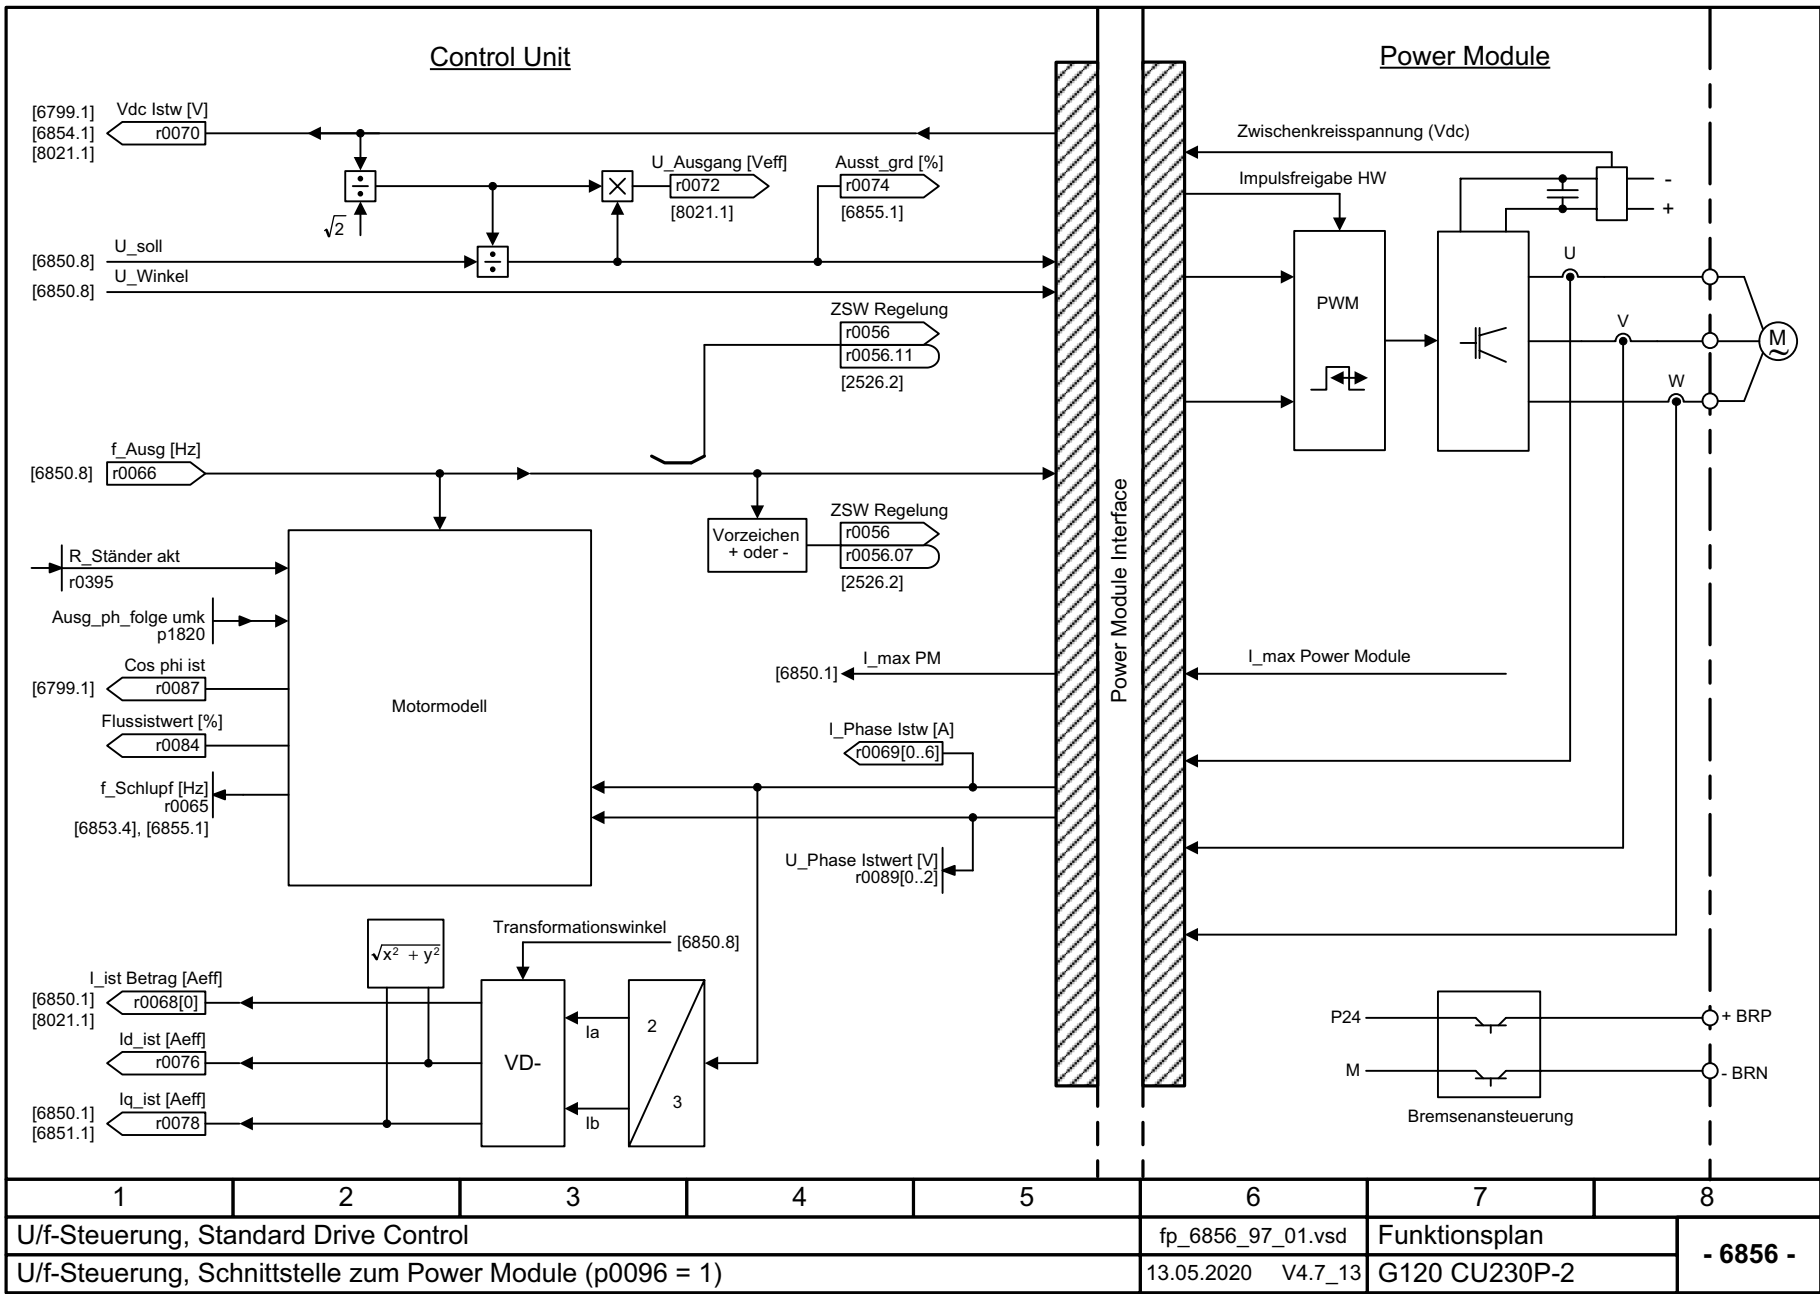 Control Unit
Power Module
[6799.1]
[6854.1]
[8021.1]
Vdc Istw [V]
r0070
÷
√2
U_Ausgang [Veff]
r0072
[8021.1]
Ausst_grd [%]
r0074
[6855.1]
[6850.8]
U_soll
÷
[6850.8]
U_Winkel
ZSW Regelung
r0056
r0056.11
[2526.2]
f_Ausg [Hz]
[6850.8]
r0066
ZSW Regelung
r0056
r0056.07
[2526.2]
Vorzeichen
+ oder -
R_Ständer akt
r0395
Ausg_ph_folge umk
p1820
Cos phi ist
[6799.1]
r0087
Flussistwert [%]
r0084
f_Schlupf [Hz]
r0065
[6853.4], [6855.1]
Motormodell
I_max PM
[6850.1]
I_Phase Istw [A]
r0069[0..6]
U_Phase Istwert [V]
r0089[0..2]
√x² + y²
Transformationswinkel
[6850.8]
I_ist Betrag [Aeff]
[6850.1]
[8021.1]
r0068[0]
Id_ist [Aeff]
r0076
Iq_ist [Aeff]
[6850.1]
[6851.1]
r0078
VD-
Ia
Ib
2
3
Power Module Interface
Zwischenkreisspannung (Vdc)
Impulsfreigabe HW
-
+
PWM
U
V
W
M
~
I_max Power Module
P24
M
+ BRP
- BRN
Bremsenansteuerung
1 2 3 4 5 6 7 8
U/f-Steuerung, Standard Drive Control
fp_6856_97_01.vsd
Funktionsplan
- 6856 -
U/f-Steuerung, Schnittstelle zum Power Module (p0096 = 1)
13.05.2020 V4.7_13
G120 CU230P-2